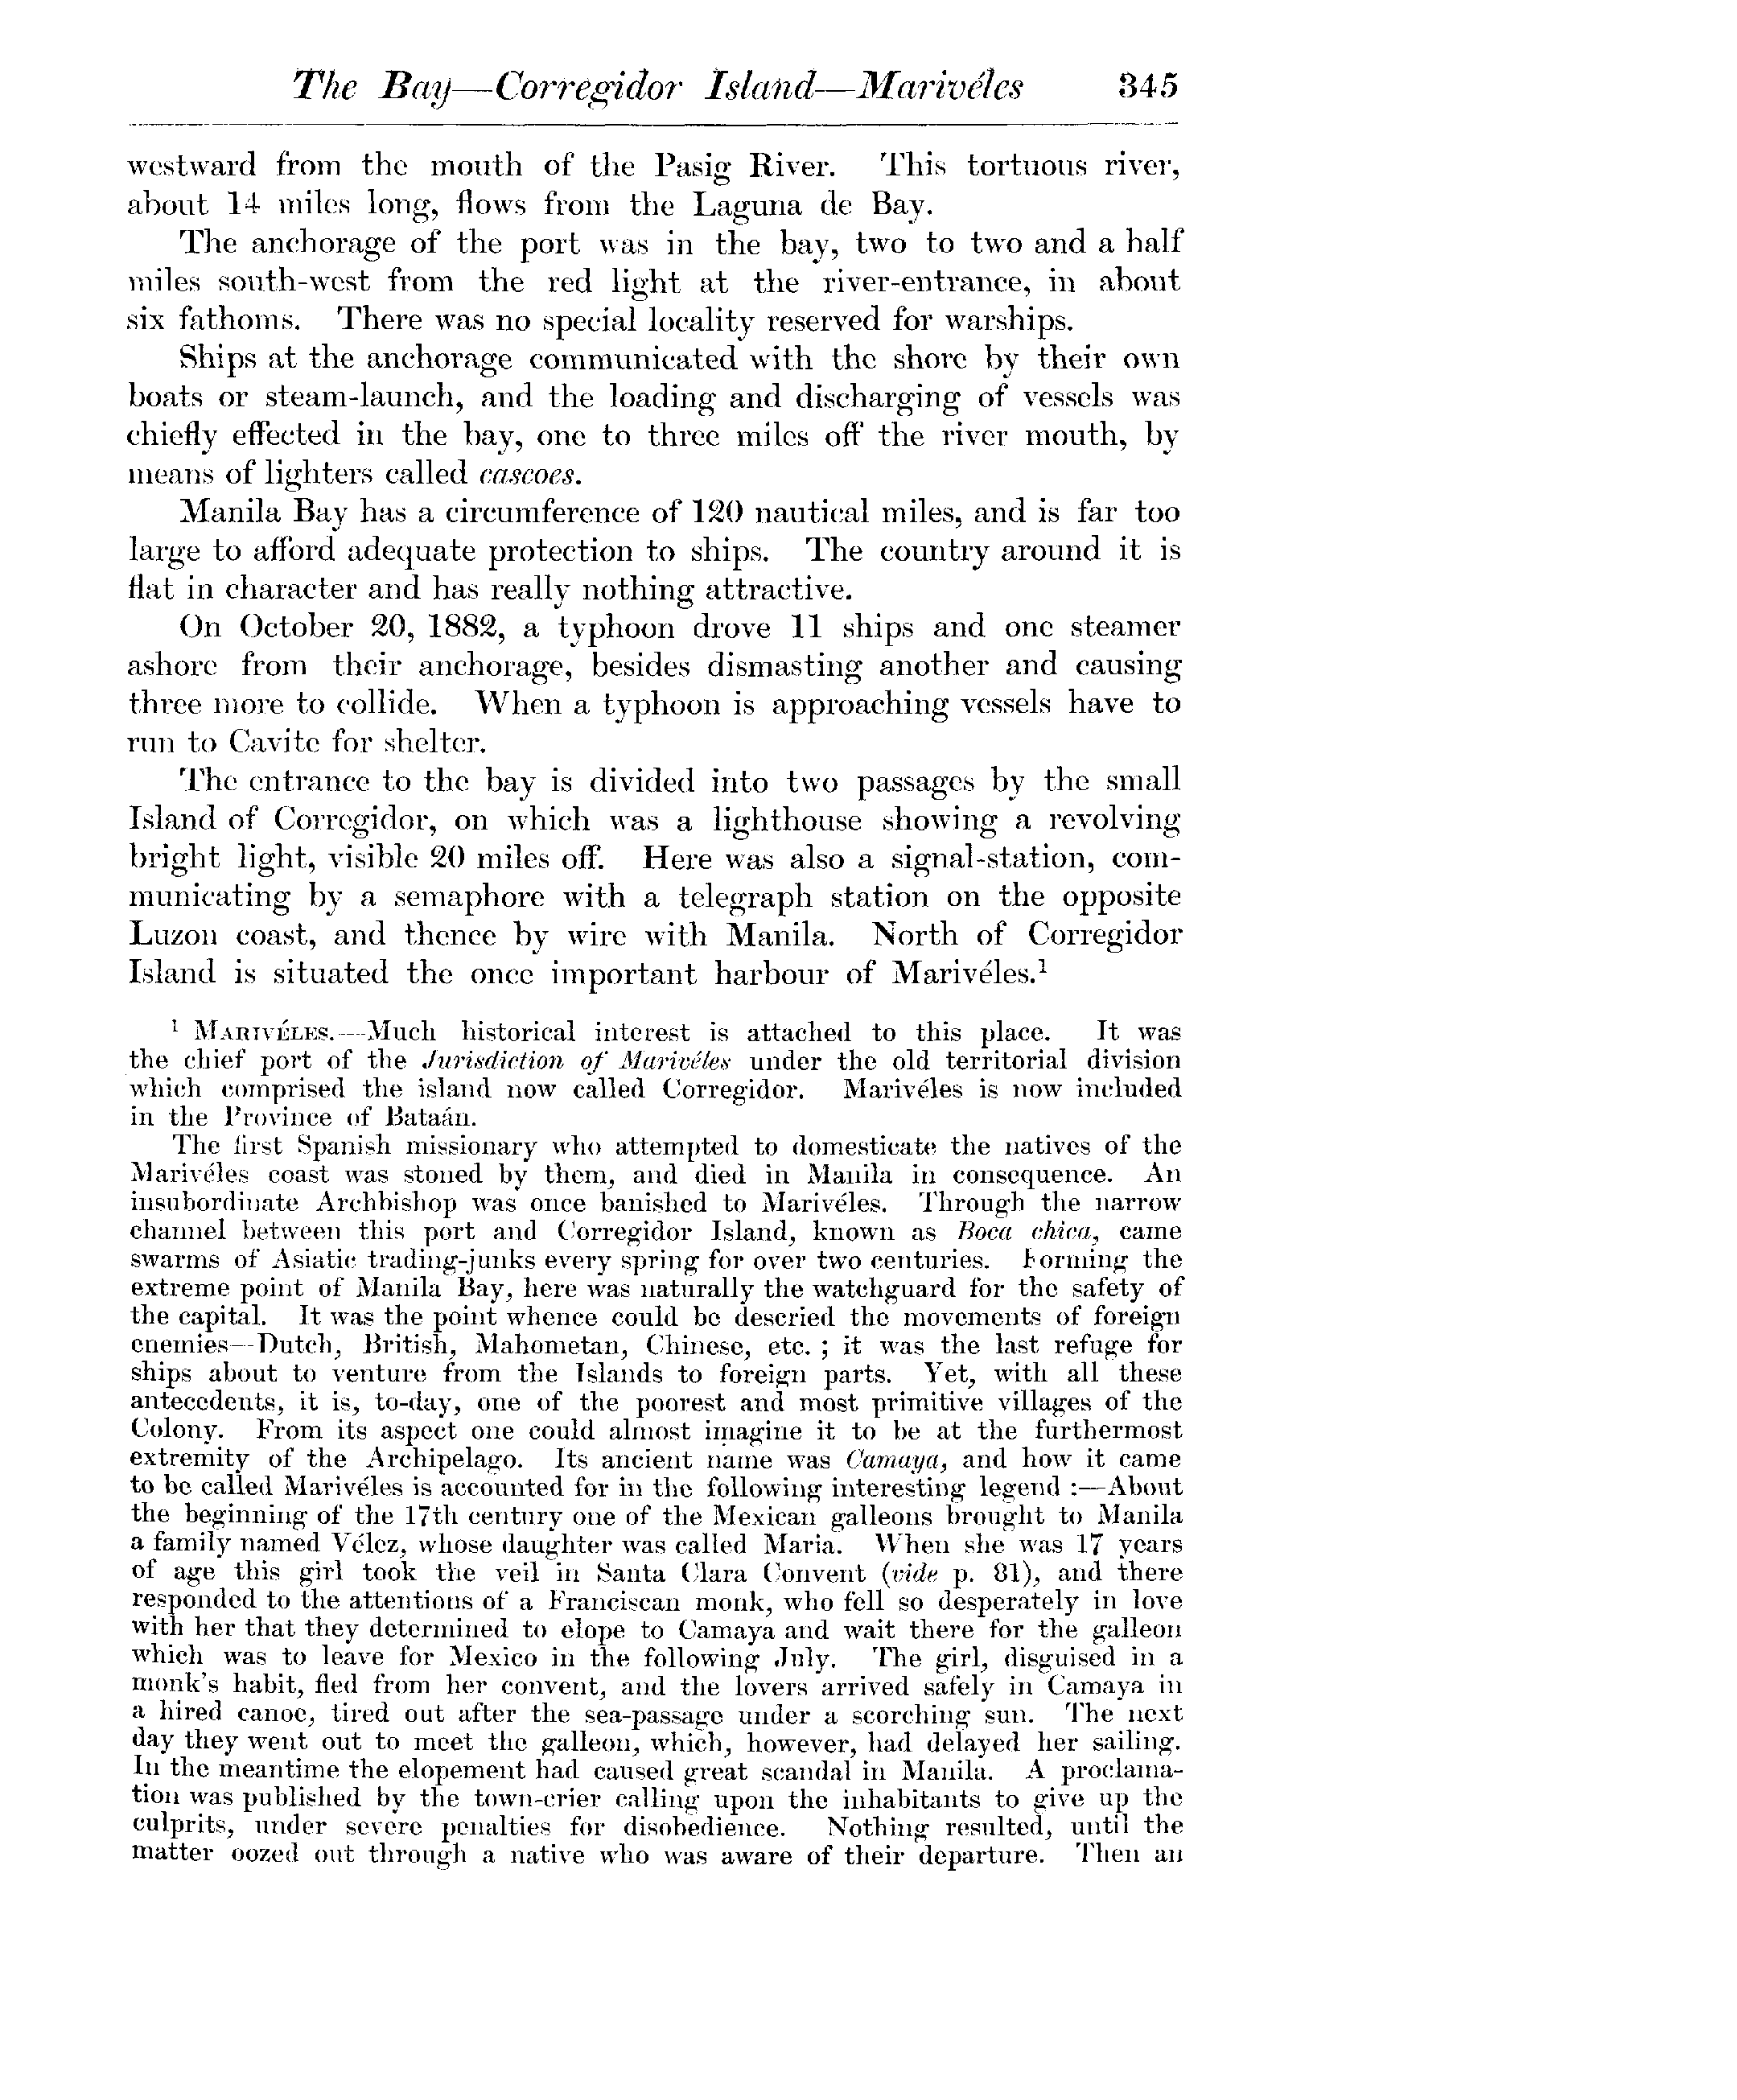 The Bay—Corregidor Island—Marivéles 345
westward from the mouth of the Pasig River. This tortuous river,
about 14 miles long, flows from the Laguna de Bay.
The anchorage of the port was in the bay, two to two and a half
miles south-west from the red light at the river-entrance, in about
six fathoms. There was no special locality reserved for warships.
Ships at the anchorage communicated with the shore by their own
boats or steam-launch, and the loading and discharging of vessels was
chiefly effected in the bay, one to three miles off the river mouth, by
means of lighters called cascoes.
Manila Bay has a circumference of 120 nautical miles, and is far too
large to afford adequate protection to ships. The country around it is
flat in character and has really nothing attractive.
On October 20, 1882, a typhoon drove 11 ships and one steamer
ashore from their anchorage, besides dismasting another and causing
three more to collide. When a typhoon is approaching vessels have to
run to Cavite for shelter.
The entrance to the bay is divided into two passages by the small
Island of Corregidor, on which was a lighthouse showing a revolving
bright light, visible 20 miles off. Here was also a signal-station, com-
municating by a semaphore with a telegraph station on the opposite
Luzon coast, and thence by wire with Manila. North of Corregidor
Island is situated the once important harbour of Marivéles.¹
¹ MARIVÉLES.—Much historical interest is attached to this place. It was
the chief port of the Jurisdiction of Marivéles under the old territorial division
which comprised the island now called Corregidor. Marivéles is now included
in the Province of Bataán.
The first Spanish missionary who attempted to domesticate the natives of the
Marivéles coast was stoned by them, and died in Manila in consequence. An
insubordinate Archbishop was once banished to Marivéles. Through the narrow
channel between this port and Corregidor Island, known as Boca chica, came
swarms of Asiatic trading-junks every spring for over two centuries. Forming the
extreme point of Manila Bay, here was naturally the watchguard for the safety of
the capital. It was the point whence could be descried the movements of foreign
enemies—Dutch, British, Mahometan, Chinese, etc. ; it was the last refuge for
ships about to venture from the Islands to foreign parts. Yet, with all these
antecedents, it is, to-day, one of the poorest and most primitive villages of the
Colony. From its aspect one could almost imagine it to be at the furthermost
extremity of the Archipelago. Its ancient name was Camaya, and how it came
to be called Marivéles is accounted for in the following interesting legend :—About
the beginning of the 17th century one of the Mexican galleons brought to Manila
a family named Vélez, whose daughter was called Maria. When she was 17 years
of age this girl took the veil in Santa Clara Convent (vide p. 81), and there
responded to the attentions of a Franciscan monk, who fell so desperately in love
with her that they determined to elope to Camaya and wait there for the galleon
which was to leave for Mexico in the following July. The girl, disguised in a
monk's habit, fled from her convent, and the lovers arrived safely in Camaya in
a hired canoe, tired out after the sea-passage under a scorching sun. The next
day they went out to meet the galleon, which, however, had delayed her sailing.
In the meantime the elopement had caused great scandal in Manila. A proclama-
tion was published by the town-crier calling upon the inhabitants to give up the
culprits, under severe penalties for disobedience. Nothing resulted, until the
matter oozed out through a native who was aware of their departure. Then an